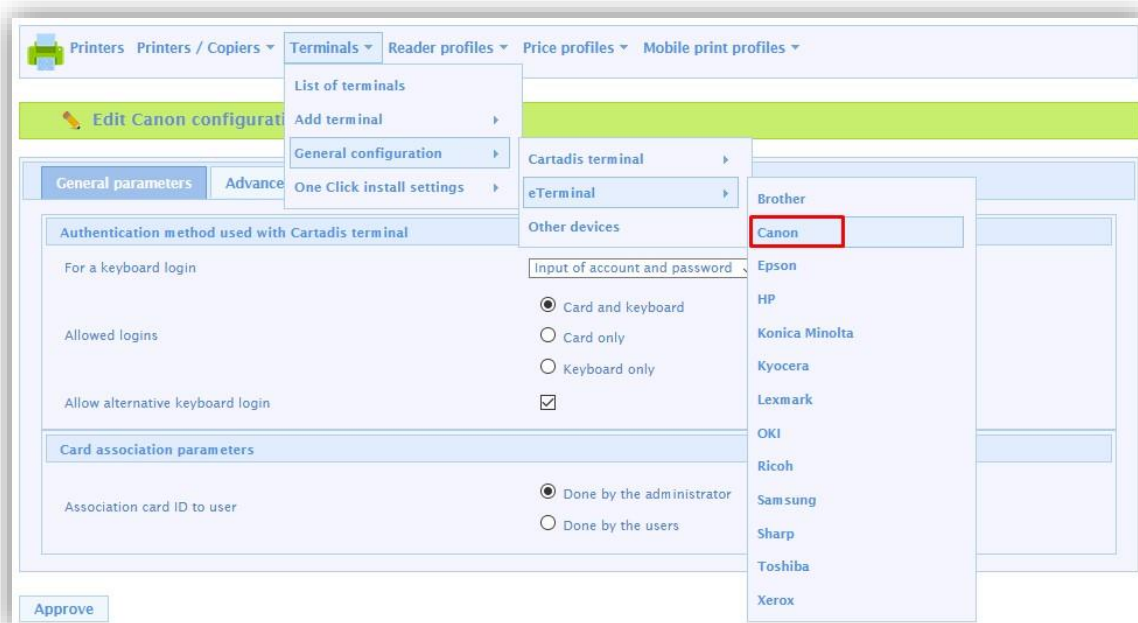 Printers Printers / Copiers Terminals Reader profiles Price profiles Mobile print profiles
List of terminals
Add terminal
General configuration
One Click install settings
Cartadis terminal
eTerminal
Other devices
Brother
Canon
Epson
HP
Konica Minolta
Kyocera
Lexmark
OKI
Ricoh
Samsung
Sharp
Toshiba
Xerox
Edit Canon configurati
General parameters Advance
Authentication method used with Cartadis terminal
For a keyboard login Input of account and password
Allowed logins
Card and keyboard
Card only
Keyboard only
Allow alternative keyboard login
Card association parameters
Association card ID to user
Done by the administrator
Done by the users
Approve